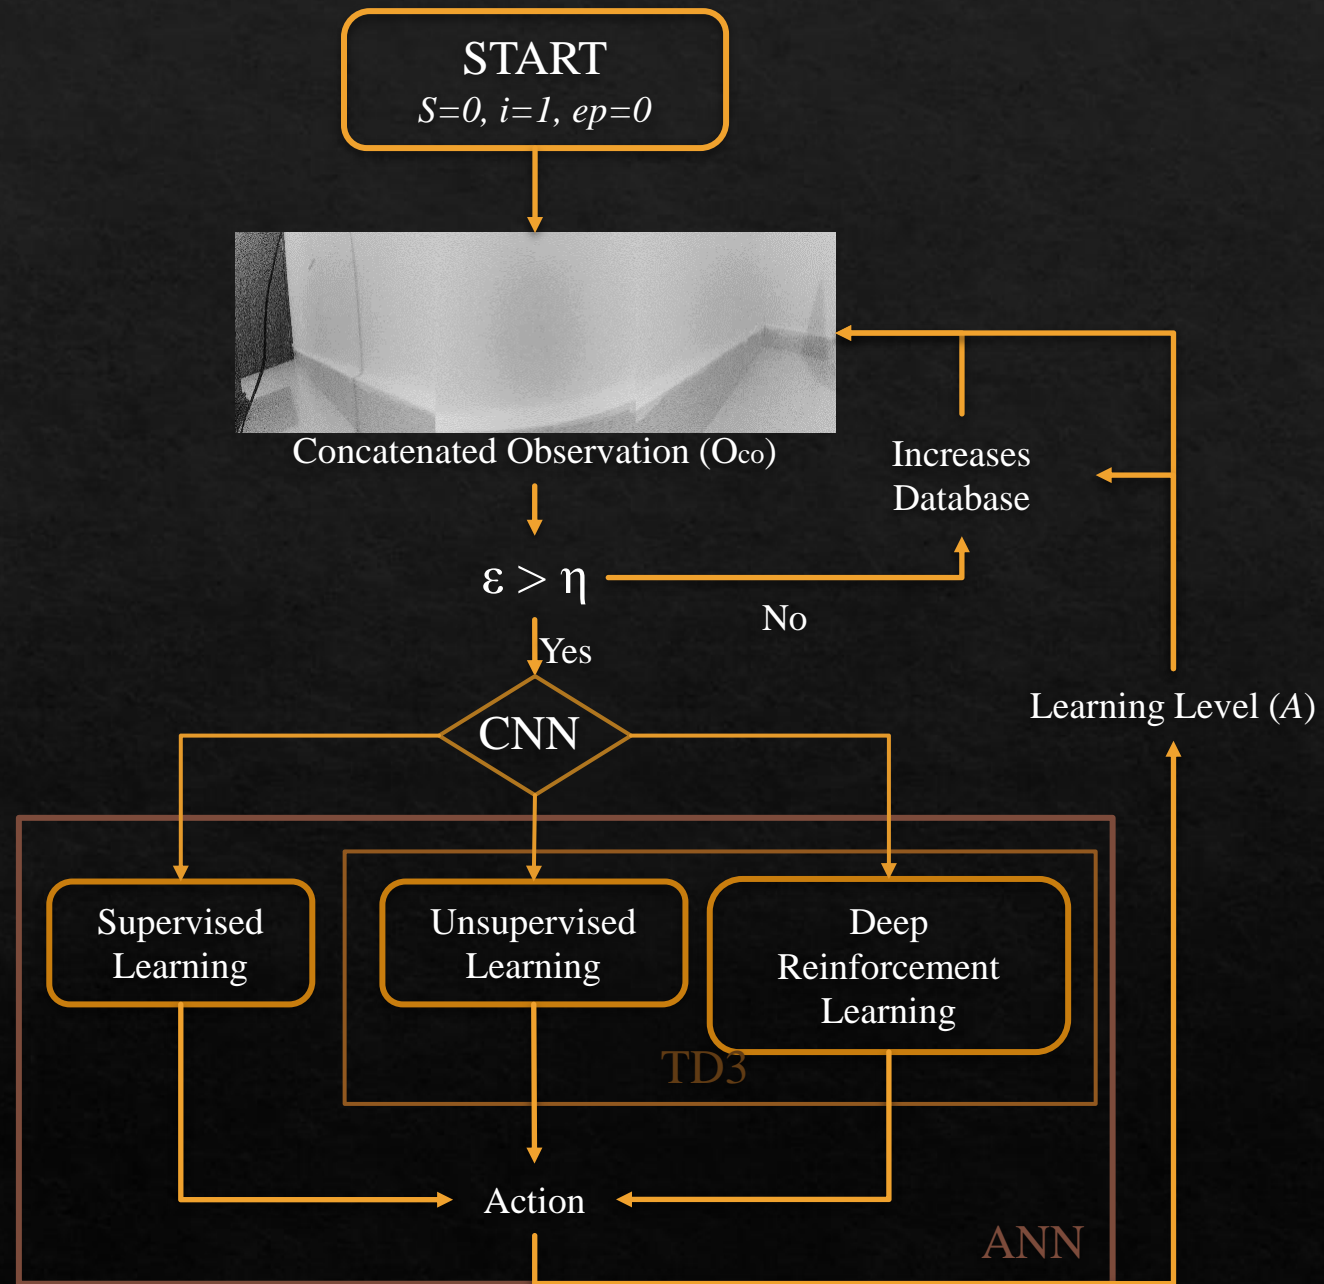 START
S=0, i=1, ep=0
Concatenated Observation (Oco)
Increases
Database
ε > η
No
Yes
CNN
Learning Level (A)
Supervised
Learning
Unsupervised
Learning
Deep
Reinforcement
Learning
TD3
Action
ANN